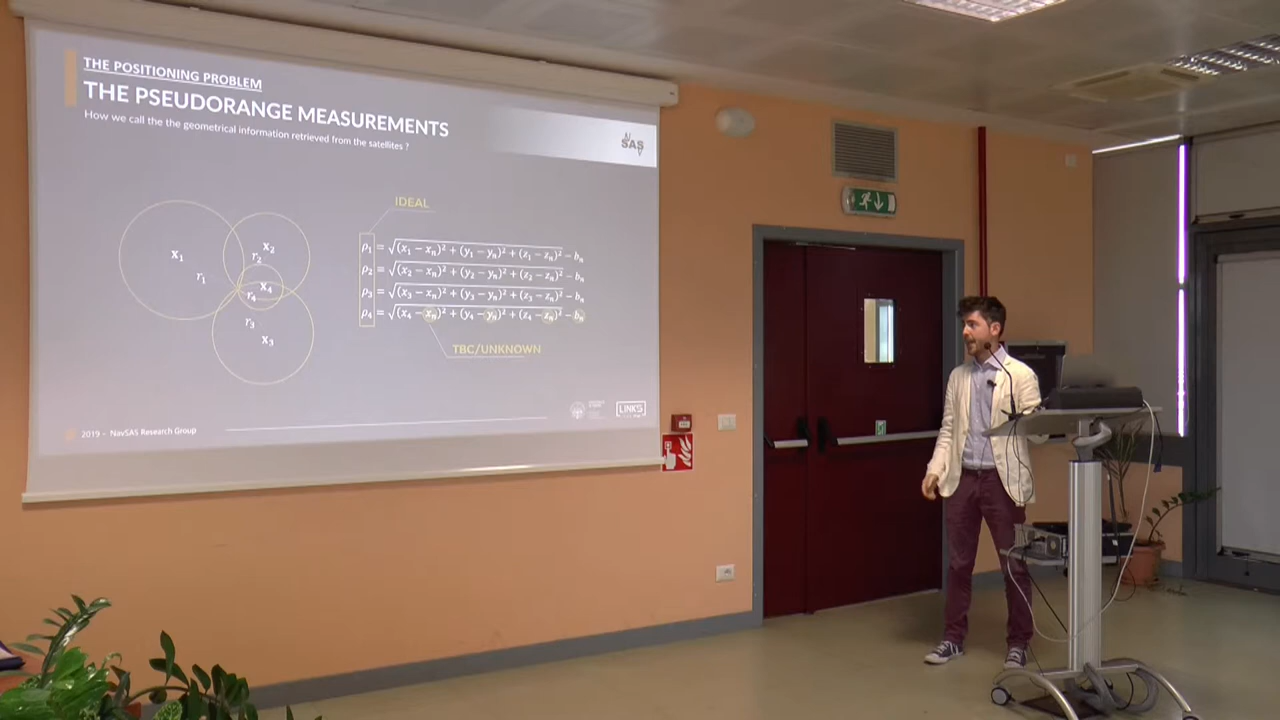 THE POSITIONING PROBLEM
THE PSEUDORANGE MEASUREMENTS
How we call the the geometrical information retrieved from the satellites ?
SAS
IDEAL
x₁
r₁
x₂
r₂
x₄
r₄
r₃
x₃
ρ₁ = √(x₁ − xₙ)² + (y₁ − yₙ)² + (z₁ − zₙ)² − bₙ
ρ₂ = √(x₂ − xₙ)² + (y₂ − yₙ)² + (z₂ − zₙ)² − bₙ
ρ₃ = √(x₃ − xₙ)² + (y₃ − yₙ)² + (z₃ − zₙ)² − bₙ
ρ₄ = √(x₄ − xₙ)² + (y₄ − yₙ)² + (z₄ − zₙ)² − bₙ
TBC/UNKNOWN
LINKS
2019 - NavSAS Research Group